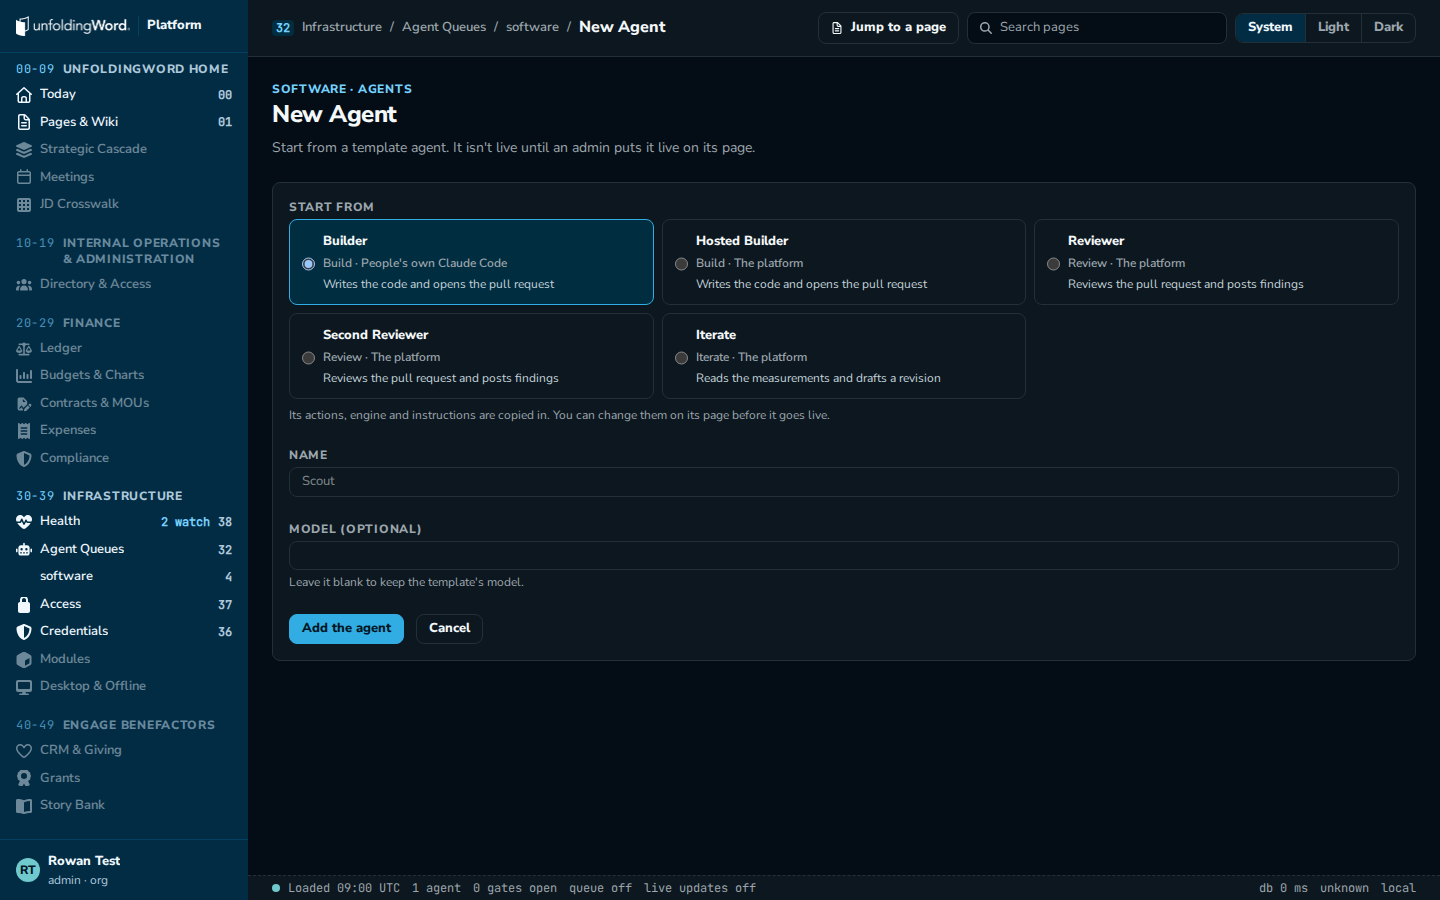 unfoldingWord. Platform
00-09 UNFOLDINGWORD HOME
Today 00
Pages & Wiki 01
Strategic Cascade
Meetings
JD Crosswalk
10-19 INTERNAL OPERATIONS
& ADMINISTRATION
Directory & Access
20-29 FINANCE
Ledger
Budgets & Charts
Contracts & MOUs
Expenses
Compliance
30-39 INFRASTRUCTURE
Health 2 watch 38
Agent Queues 32
software 4
Access 37
Credentials 36
Modules
Desktop & Offline
40-49 ENGAGE BENEFACTORS
CRM & Giving
Grants
Story Bank
RT Rowan Test
admin · org
32 Infrastructure / Agent Queues / software / New Agent
Jump to a page
Search pages
System Light Dark
SOFTWARE · AGENTS
New Agent
Start from a template agent. It isn't live until an admin puts it live on its page.
START FROM
Builder
Build · People's own Claude Code
Writes the code and opens the pull request
Hosted Builder
Build · The platform
Writes the code and opens the pull request
Reviewer
Review · The platform
Reviews the pull request and posts findings
Second Reviewer
Review · The platform
Reviews the pull request and posts findings
Iterate
Iterate · The platform
Reads the measurements and drafts a revision
Its actions, engine and instructions are copied in. You can change them on its page before it goes live.
NAME
Scout
MODEL (OPTIONAL)
Leave it blank to keep the template's model.
Add the agent Cancel
Loaded 09:00 UTC 1 agent 0 gates open queue off live updates off
db 0 ms unknown local